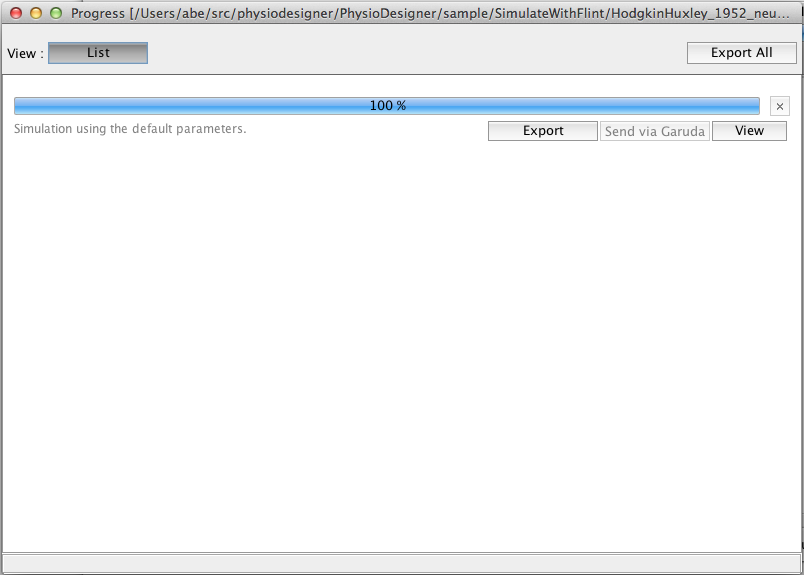 Progress [/Users/abe/src/physiodesigner/PhysioDesigner/sample/SimulateWithFlint/HodgkinHuxley_1952_neu...
View : List Export All
100 % ×
Simulation using the default parameters. Export Send via Garuda View